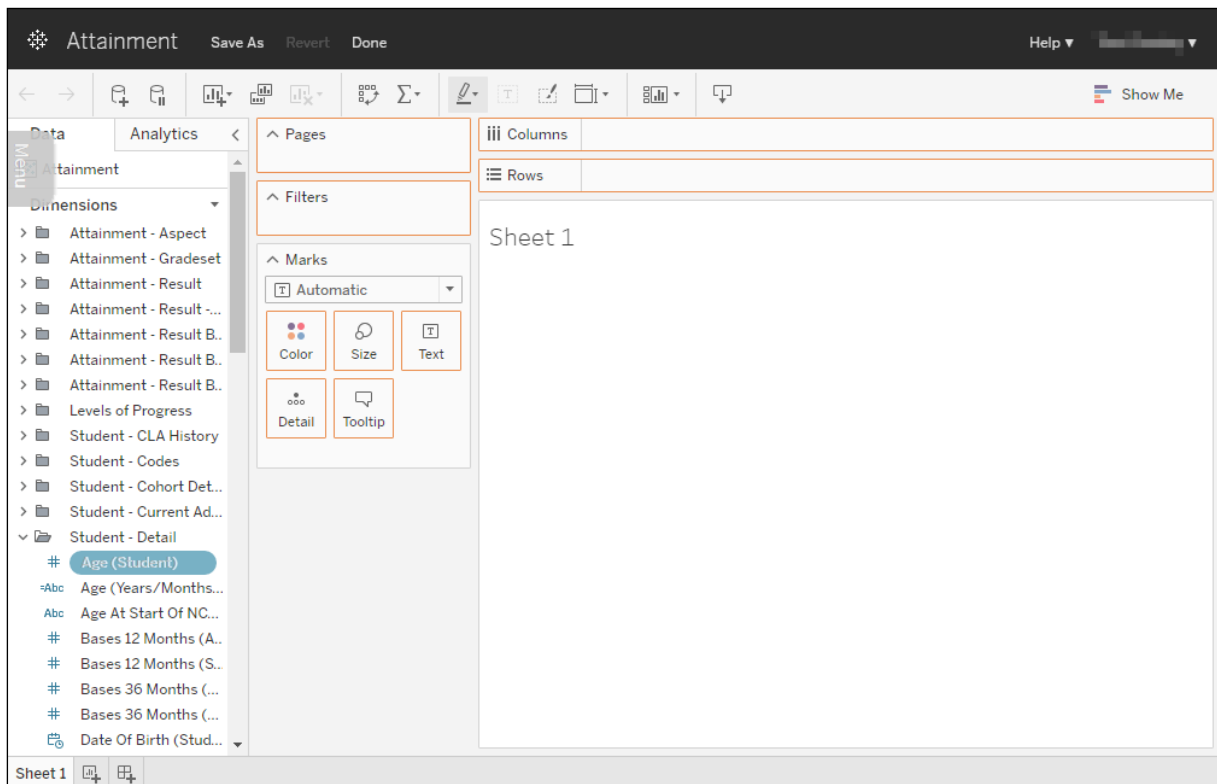 Attainment Save As Revert Done Help ▾
Show Me
Data Analytics
Menu
Attainment
Dimensions
Attainment - Aspect
Attainment - Gradeset
Attainment - Result
Attainment - Result -...
Attainment - Result B..
Attainment - Result B..
Attainment - Result B..
Levels of Progress
Student - CLA History
Student - Codes
Student - Cohort Det...
Student - Current Ad...
Student - Detail
# Age (Student)
=Abc Age (Years/Months...
Abc Age At Start Of NC...
# Bases 12 Months (A..
# Bases 12 Months (S..
# Bases 36 Months (...
# Bases 36 Months (...
Date Of Birth (Stud...
Pages
Filters
Marks
T Automatic
Color Size T Text
Detail Tooltip
Columns
Rows
Sheet 1
Sheet 1